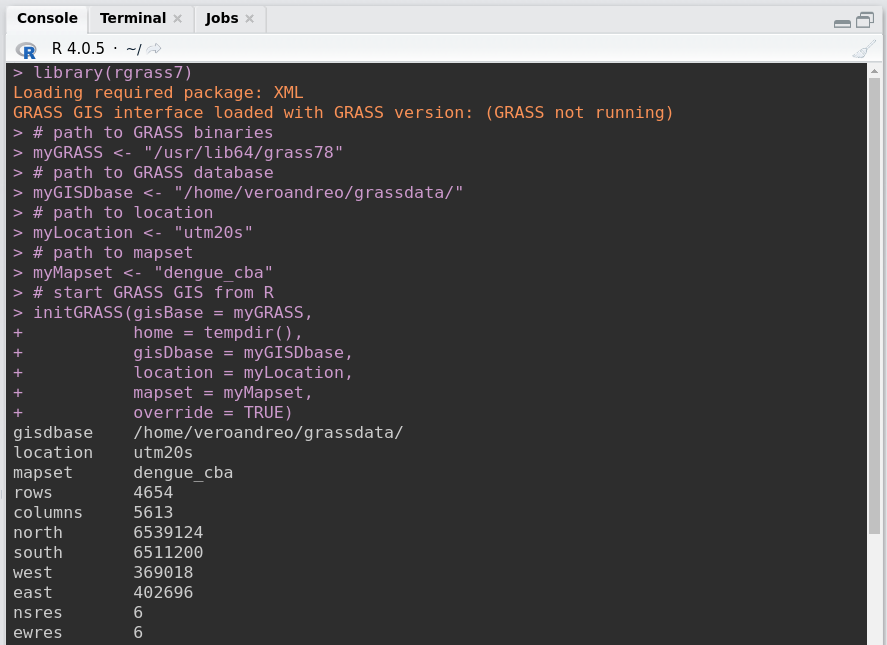 Console Terminal Jobs
R R 4.0.5 · ~/
> library(rgrass7)
Loading required package: XML
GRASS GIS interface loaded with GRASS version: (GRASS not running)
> # path to GRASS binaries
> myGRASS <- "/usr/lib64/grass78"
> # path to GRASS database
> myGISDbase <- "/home/veroandreo/grassdata/"
> # path to location
> myLocation <- "utm20s"
> # path to mapset
> myMapset <- "dengue_cba"
> # start GRASS GIS from R
> initGRASS(gisBase = myGRASS,
+           home = tempdir(),
+           gisDbase = myGISDbase,
+           location = myLocation,
+           mapset = myMapset,
+           override = TRUE)
gisdbase    /home/veroandreo/grassdata/
location    utm20s
mapset      dengue_cba
rows        4654
columns     5613
north       6539124
south       6511200
west        369018
east        402696
nsres       6
ewres       6